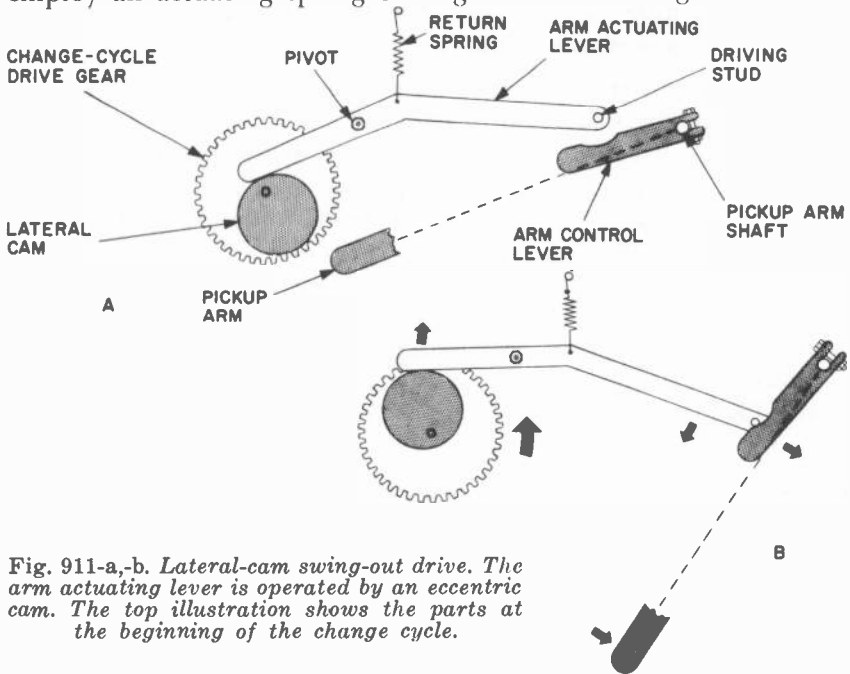 RETURN
SPRING
ARM ACTUATING
LEVER
CHANGE-CYCLE
DRIVE GEAR
PIVOT
DRIVING
STUD
LATERAL
CAM
PICKUP ARM
SHAFT
ARM CONTROL
LEVER
PICKUP
ARM
A
B
Fig. 911-a,-b. Lateral-cam swing-out drive. The
arm actuating lever is operated by an eccentric
cam. The top illustration shows the parts at
the beginning of the change cycle.